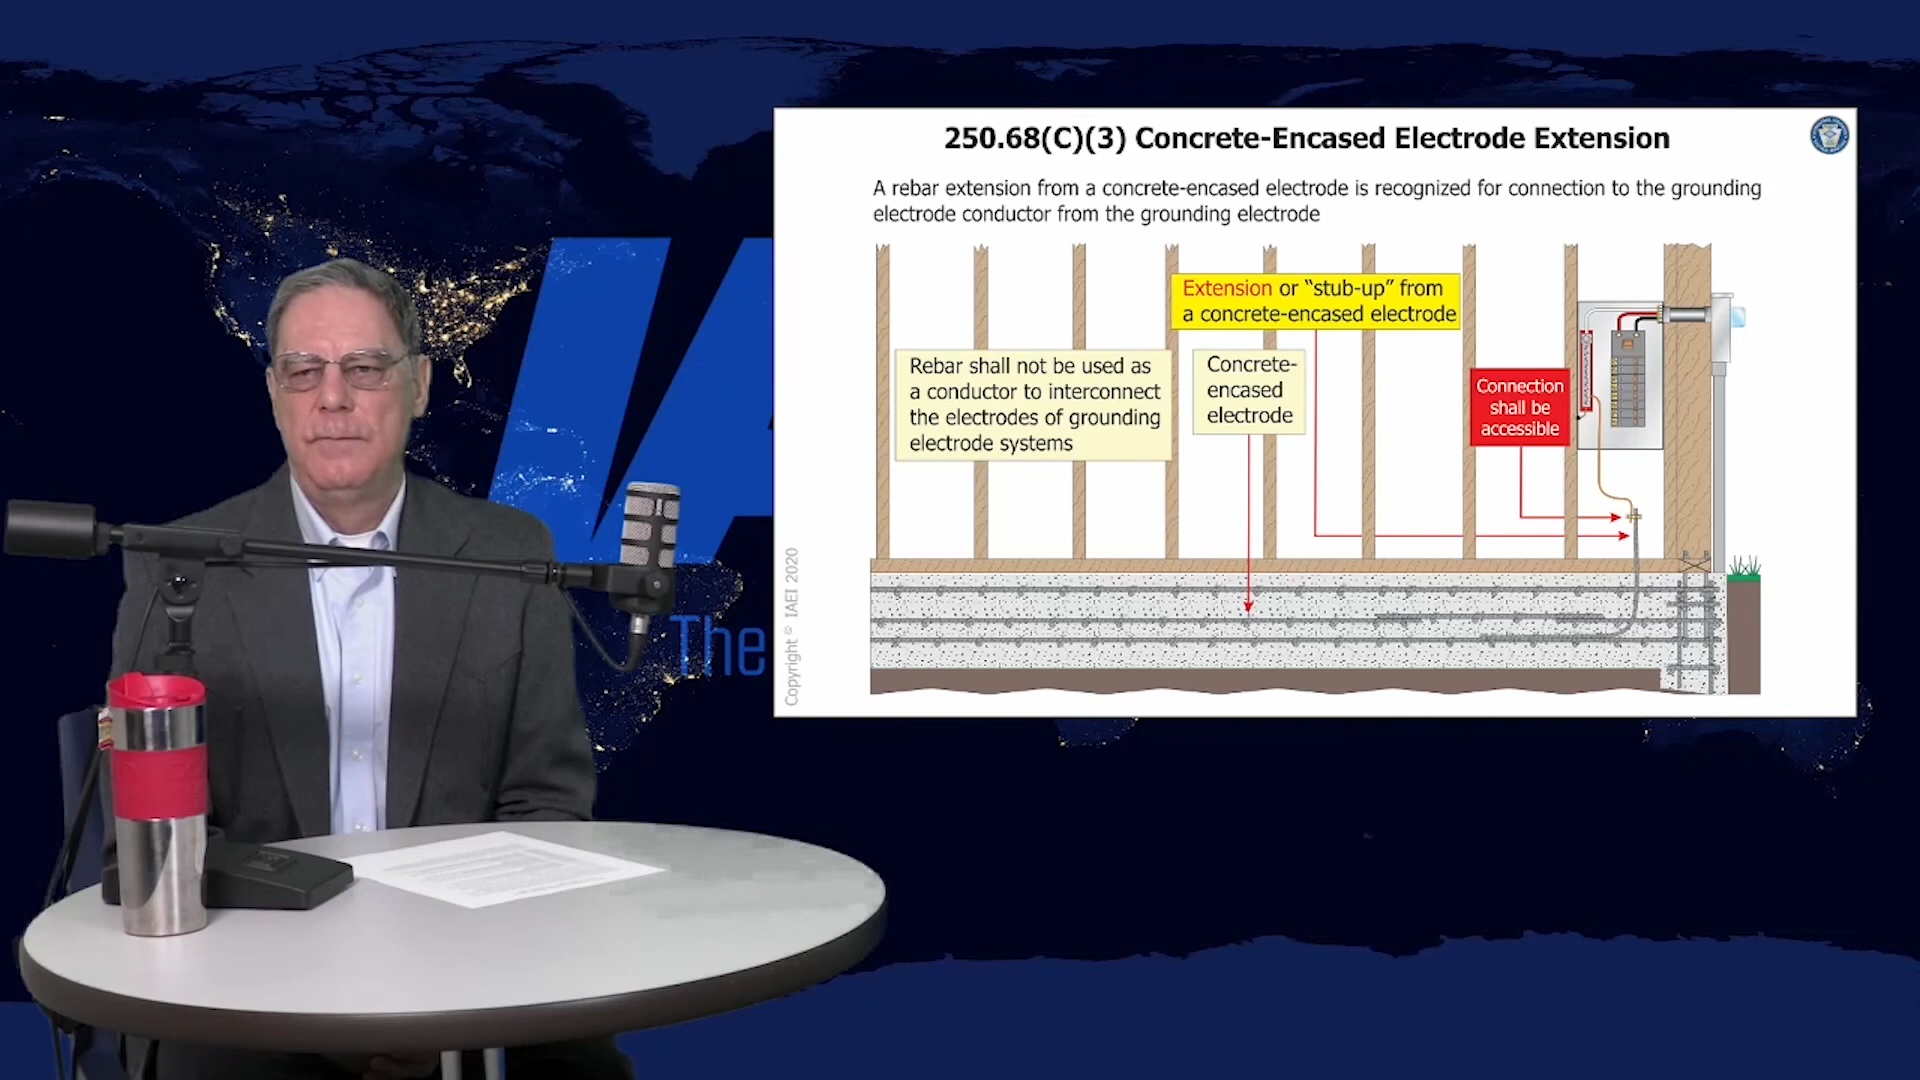 250.68(C)(3) Concrete-Encased Electrode Extension
A rebar extension from a concrete-encased electrode is recognized for connection to the grounding
electrode conductor from the grounding electrode
Extension or “stub-up” from
a concrete-encased electrode
Rebar shall not be used as
a conductor to interconnect
the electrodes of grounding
electrode systems
Concrete-
encased
electrode
Connection
shall be
accessible
Copyright © IAEI 2020
IA
The